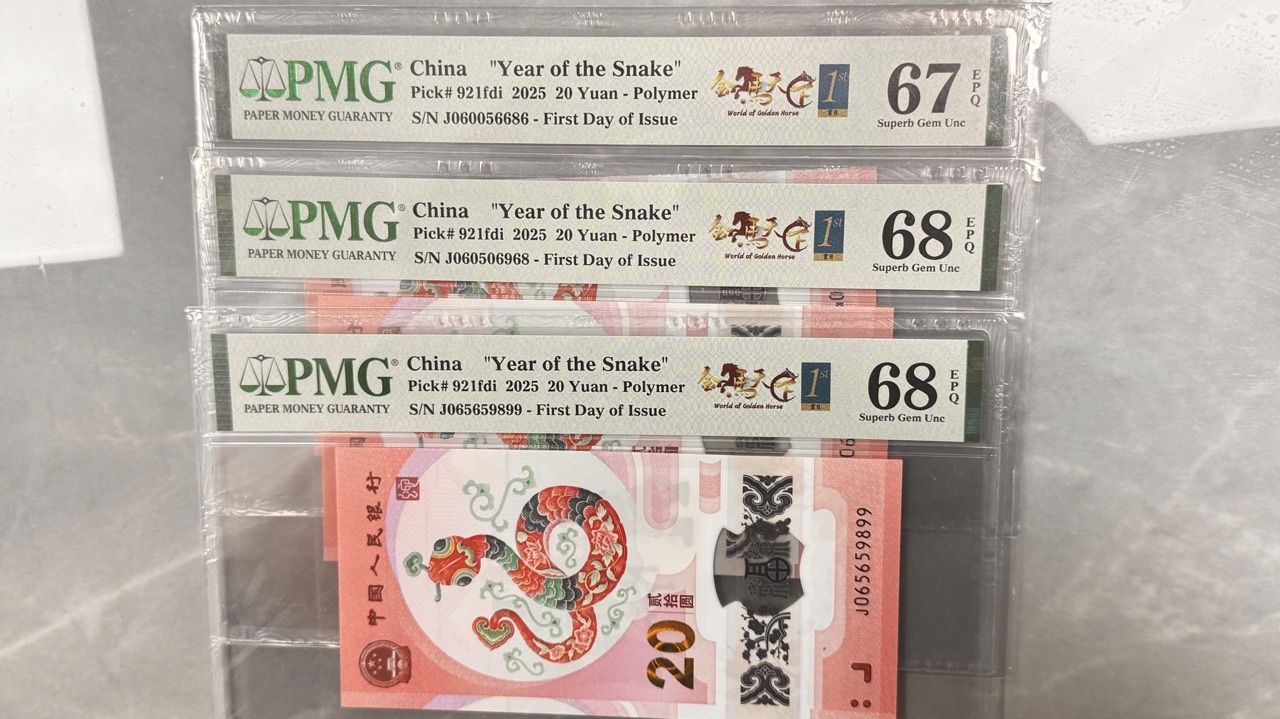 PMG®
PAPER MONEY GUARANTY
China "Year of the Snake"
Pick# 921fdi 2025 20 Yuan - Polymer
S/N J060056686 - First Day of Issue
World of Golden Horse
1st
67
EPQ
Superb Gem Unc
PMG®
PAPER MONEY GUARANTY
China "Year of the Snake"
Pick# 921fdi 2025 20 Yuan - Polymer
S/N J060506968 - First Day of Issue
World of Golden Horse
1st
68
EPQ
Superb Gem Unc
PMG®
PAPER MONEY GUARANTY
China "Year of the Snake"
Pick# 921fdi 2025 20 Yuan - Polymer
S/N J065659899 - First Day of Issue
World of Golden Horse
1st
68
EPQ
Superb Gem Unc
中国人民银行
贰拾圆
20
J065659899